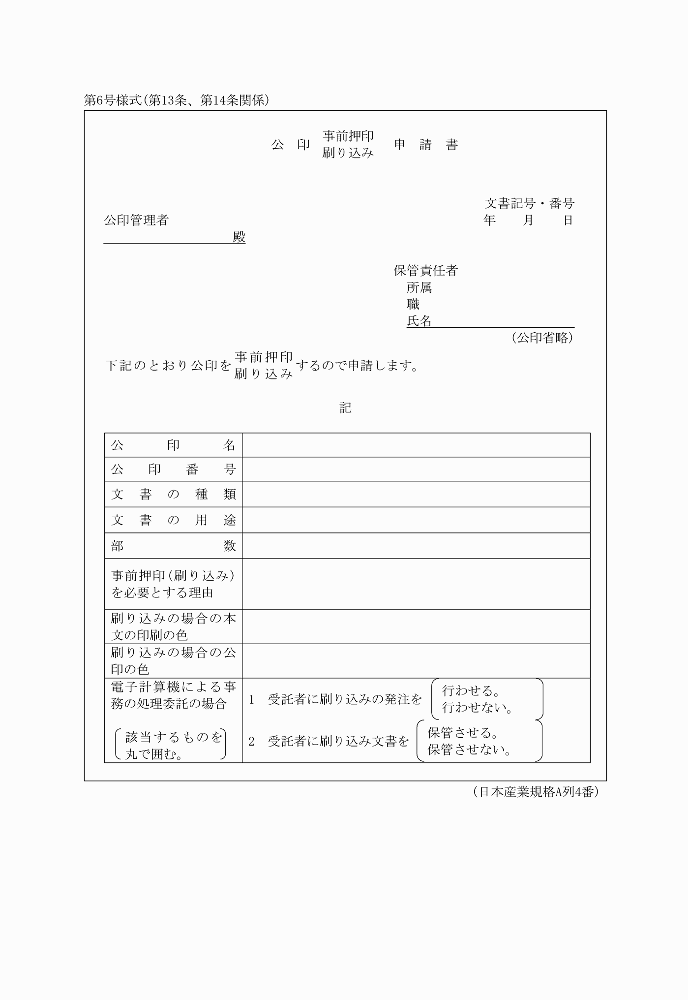 第6号様式(第13条、第14条関係)
公　印　事前押印　申　請　書
刷り込み
文書記号・番号
公印管理者　年　月　日
殿
保管責任者
所属
職
氏名
(公印省略)
下記のとおり公印を事前押印するので申請します。
刷り込み
記
公印名
公印番号
文書の種類
文書の用途
部数
事前押印(刷り込み)
を必要とする理由
刷り込みの場合の本
文の印刷の色
刷り込みの場合の公
印の色
電子計算機による事
務の処理委託の場合
該当するものを
丸で囲む。
1　受託者に刷り込みの発注を
行わせる。
行わせない。
2　受託者に刷り込み文書を
保管させる。
保管させない。
(日本産業規格A列4番)